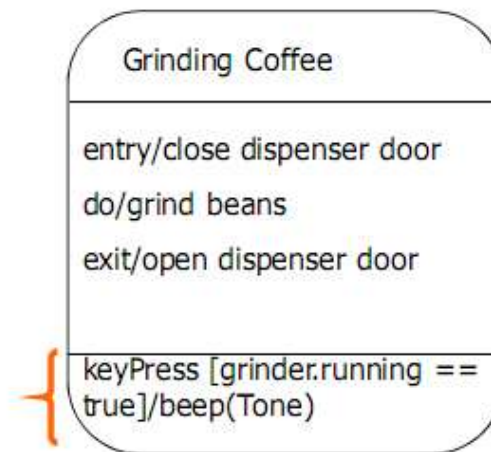 Grinding Coffee
entry/close dispenser door
do/grind beans
exit/open dispenser door
keyPress [grinder.running ==
true]/beep(Tone)